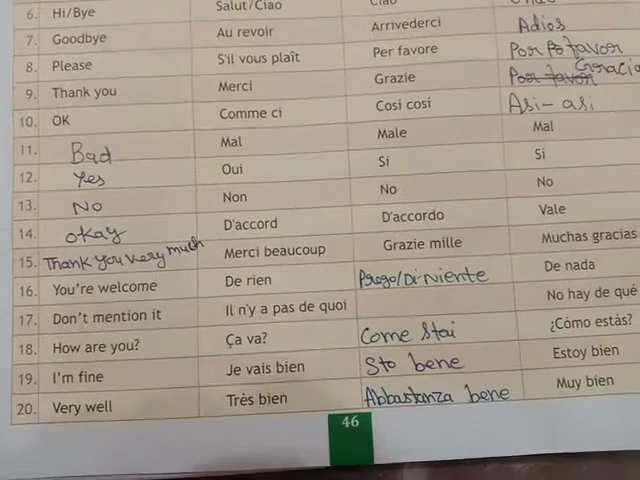 6. Hi/Bye Salut/Ciao Ciao
7. Goodbye Au revoir Arrivederci Adios
8. Please S'il vous plaît Per favore Por Po favor
9. Thank you Merci Grazie Por favor Gracia
10. OK Comme ci Così così Asi-asi
11. Bad Mal Male Mal
12. Yes Oui Si Si
13. No Non No No
14. okay D'accord D'accordo Vale
15. Thank you very much Merci beaucoup Grazie mille Muchas gracias
16. You're welcome De rien Prego/Di Niente De nada
17. Don't mention it Il n'y a pas de quoi No hay de qué
18. How are you? Ça va? Come Stai ¿Cómo estás?
19. I'm fine Je vais bien Sto bene Estoy bien
20. Very well Très bien Abbastanza bene Muy bien
46